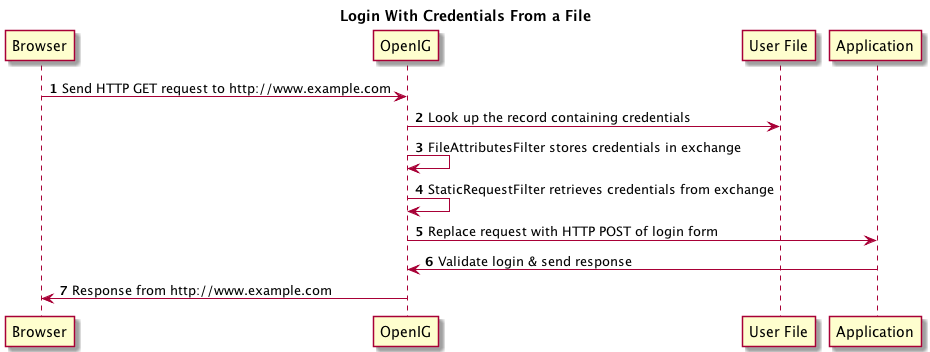 Login With Credentials From a File
Browser OpenIG User File Application
1 Send HTTP GET request to http://www.example.com
2 Look up the record containing credentials
3 FileAttributesFilter stores credentials in exchange
4 StaticRequestFilter retrieves credentials from exchange
5 Replace request with HTTP POST of login form
6 Validate login & send response
7 Response from http://www.example.com
Browser OpenIG User File Application